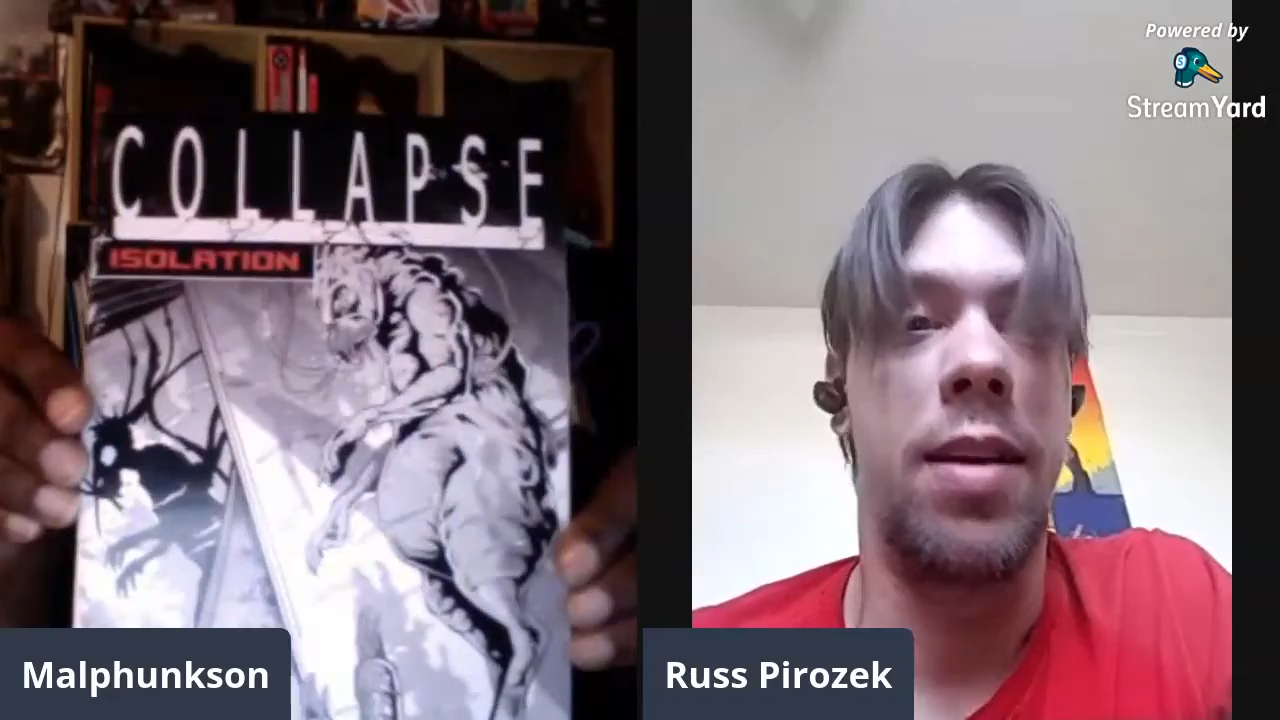 COLLAPSE
ISOLATION
Powered by
StreamYard
Malphunkson
Russ Pirozek